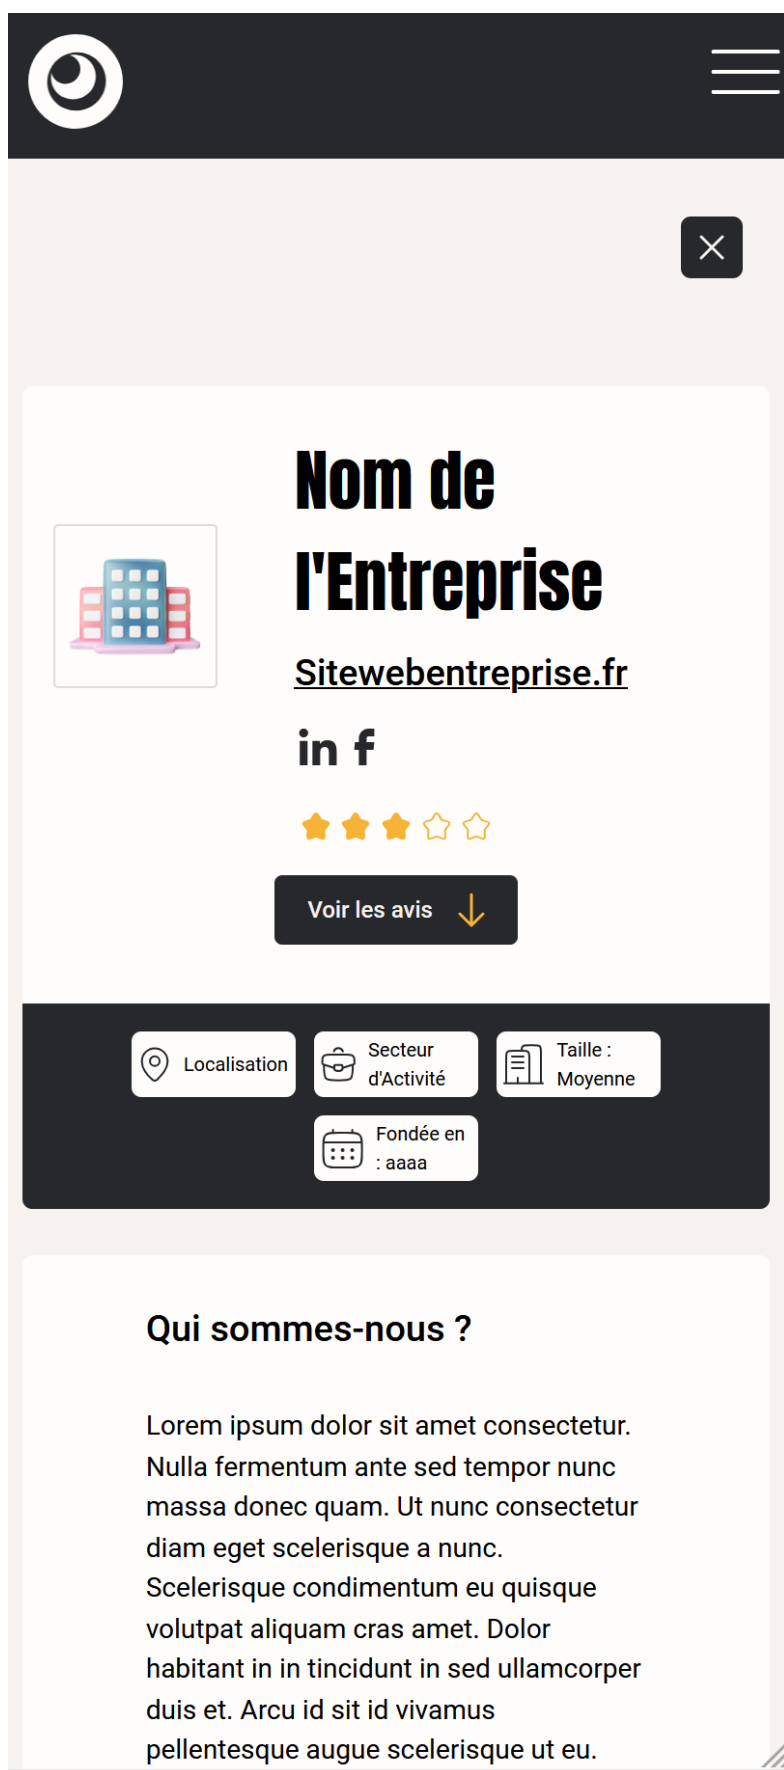 Nom de
l'Entreprise
Sitewebentreprise.fr
in f
Voir les avis
Localisation
Secteur
d'Activité
Taille :
Moyenne
Fondée en
: aaaa
Qui sommes-nous ?
Lorem ipsum dolor sit amet consectetur.
Nulla fermentum ante sed tempor nunc
massa donec quam. Ut nunc consectetur
diam eget scelerisque a nunc.
Scelerisque condimentum eu quisque
volutpat aliquam cras amet. Dolor
habitant in in tincidunt in sed ullamcorper
duis et. Arcu id sit id vivamus
pellentesque augue scelerisque ut eu.